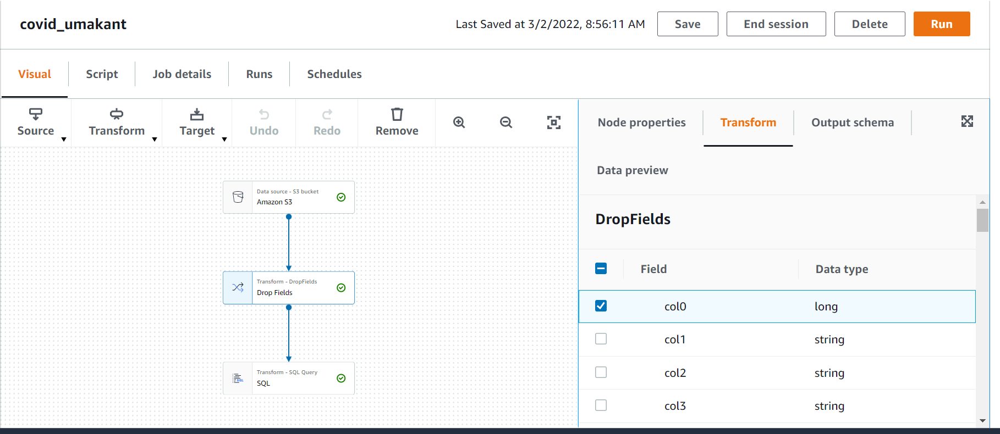 covid_umakant
Last Saved at 3/2/2022, 8:56:11 AM
Save
End session
Delete
Run
Visual
Script
Job details
Runs
Schedules
Source
Transform
Target
Undo
Redo
Remove
Node properties
Transform
Output schema
Data preview
Data source - S3 bucket
Amazon S3
Transform - DropFields
Drop Fields
Transform - SQL Query
SQL
SQL
DropFields
Field Data type
col0 long
col1 string
col2 string
col3 string